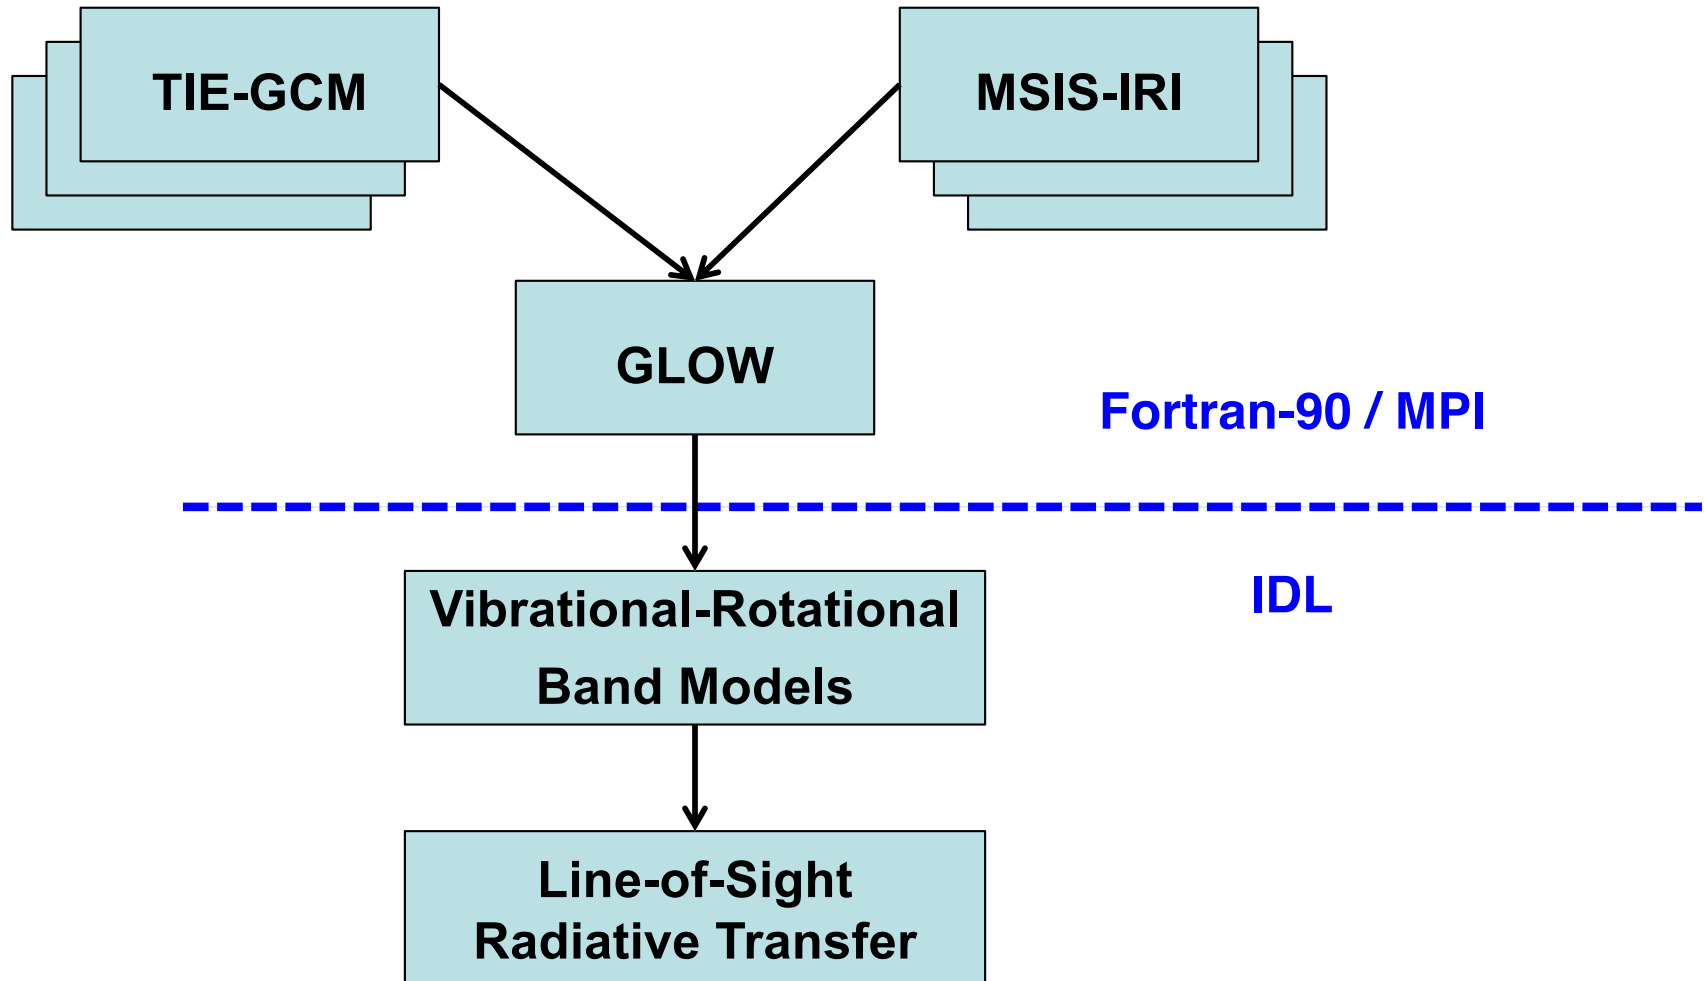 TIE-GCM
MSIS-IRI
GLOW
Fortran-90 / MPI
IDL
Vibrational-Rotational
Band Models
Line-of-Sight
Radiative Transfer